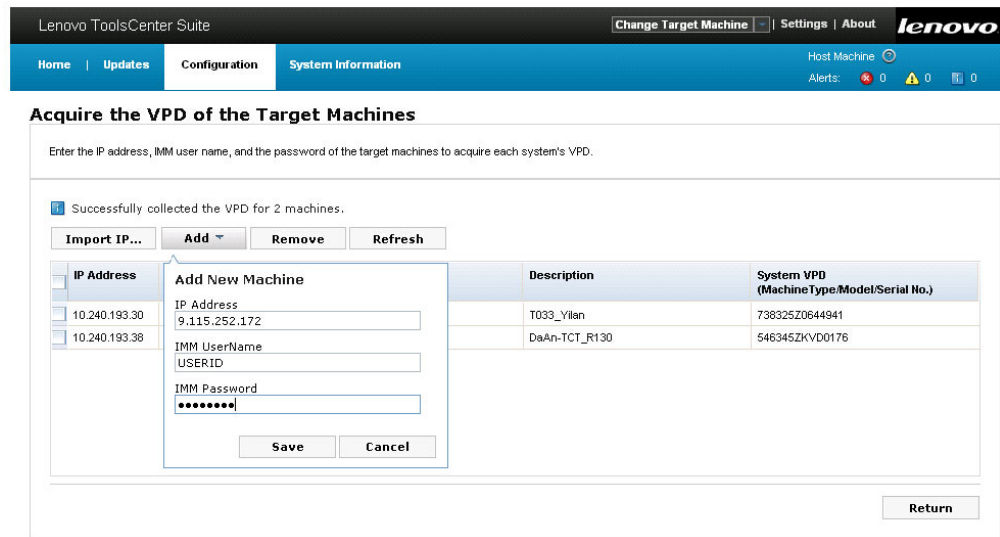 Lenovo ToolsCenter Suite
Change Target Machine | Settings | About
lenovo
Home | Updates Configuration System Information
Host Machine ?
Alerts: 0 0 0
Acquire the VPD of the Target Machines
Enter the IP address, IMM user name, and the password of the target machines to acquire each system's VPD.
Successfully collected the VPD for 2 machines.
Import IP... Add Remove Refresh
IP Address Description System VPD
(MachineType/Model/Serial No.)
10.240.193.30 T033_Yilan 738325Z0644941
10.240.193.38 DaAn-TCT_R130 546345ZKVD0176
Add New Machine
IP Address
9.115.252.172
IMM UserName
USERID
IMM Password
••••••••
Save Cancel
Return